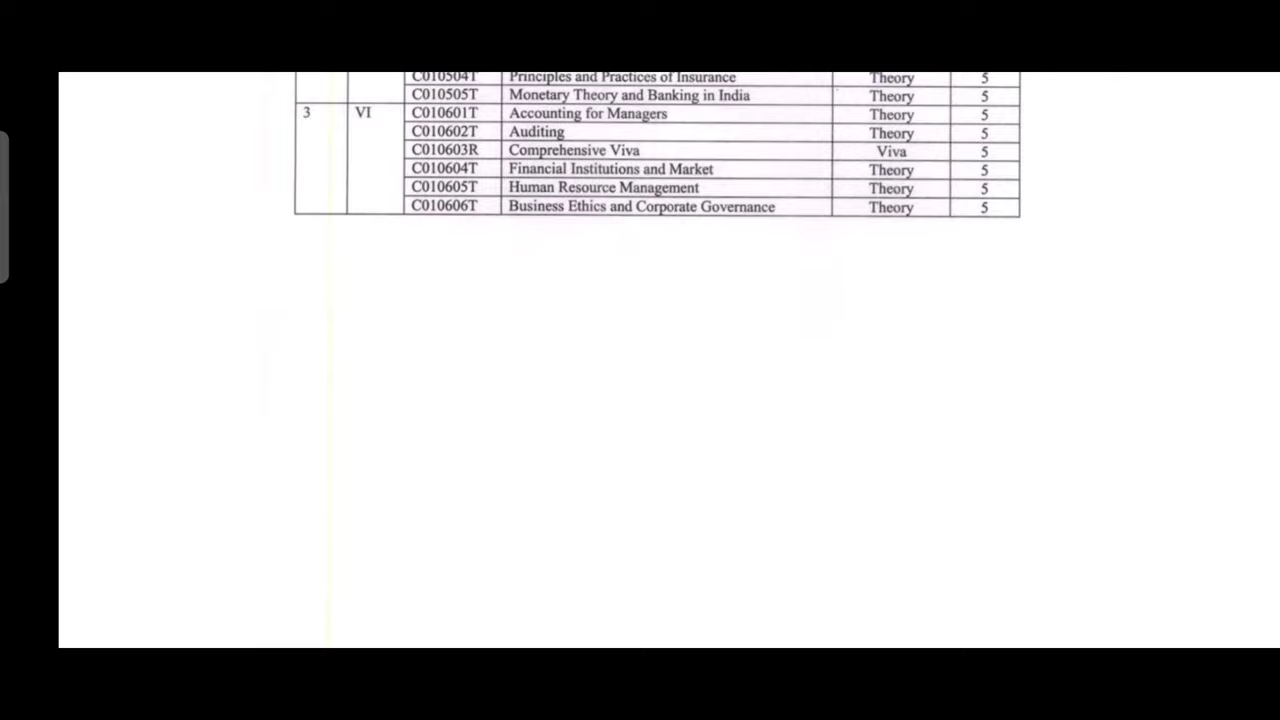 C010504T Principles and Practices of Insurance Theory 5
C010505T Monetary Theory and Banking in India Theory 5
3 VI C010601T Accounting for Managers Theory 5
C010602T Auditing Theory 5
C010603R Comprehensive Viva Viva 5
C010604T Financial Institutions and Market Theory 5
C010605T Human Resource Management Theory 5
C010606T Business Ethics and Corporate Governance Theory 5